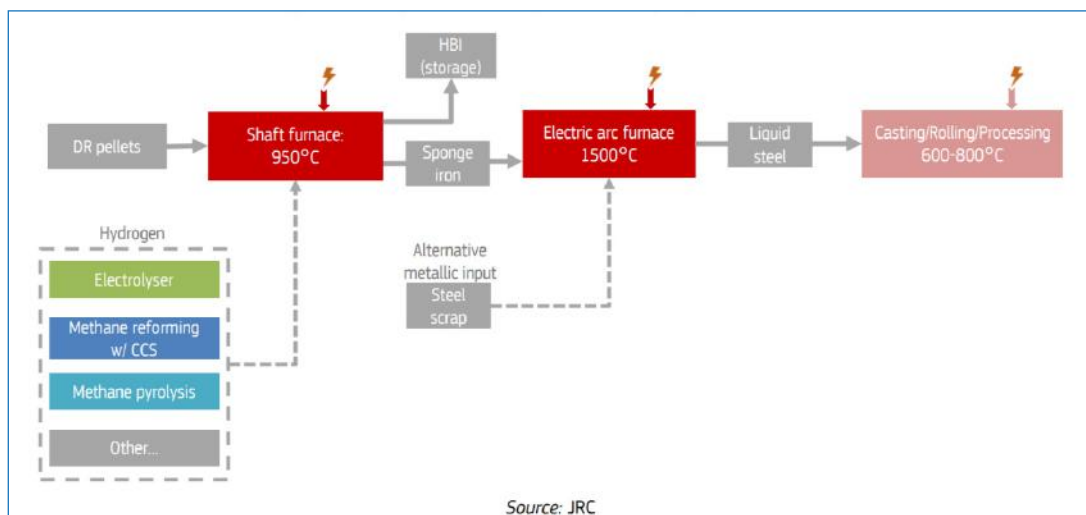 HBI
(storage)
DR pellets
Shaft furnace:
950°C
Sponge
iron
Electric arc furnace
1500°C
Liquid
steel
Casting/Rolling/Processing
600-800°C
Hydrogen
Electrolyser
Methane reforming
w/ CCS
Methane pyrolysis
Other...
Alternative
metallic input
Steel
scrap
Source: JRC